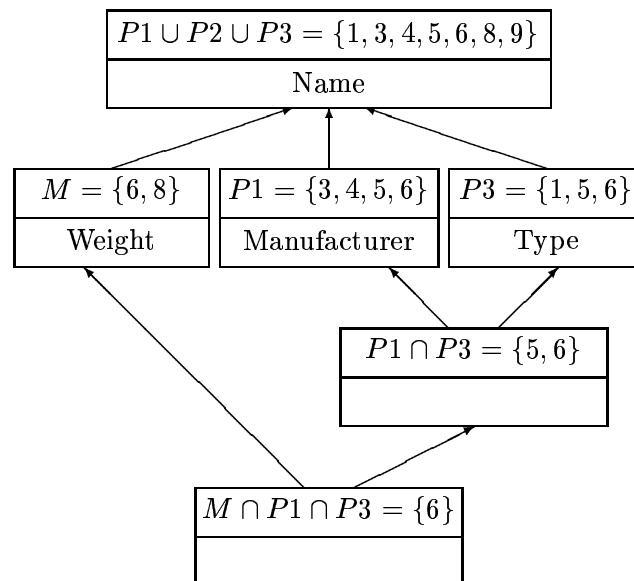 P1 ∪ P2 ∪ P3 = {1, 3, 4, 5, 6, 8, 9}
Name
M = {6, 8}
P1 = {3, 4, 5, 6}
P3 = {1, 5, 6}
Weight
Manufacturer
Type
P1 ∩ P3 = {5, 6}
M ∩ P1 ∩ P3 = {6}